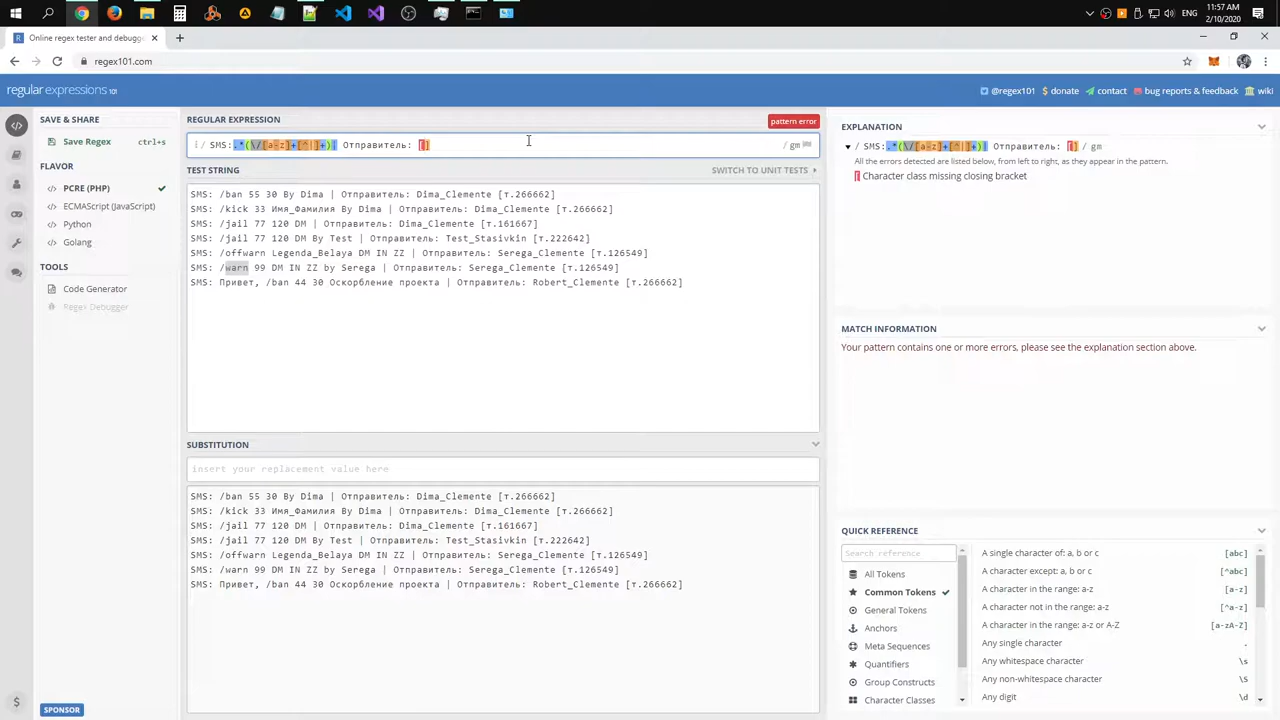 11:57 AM
ENG
2/10/2020
Online regex tester and debugge
regex101.com
regular expressions 101
@regex101
donate
contact
bug reports & feedback
wiki
SAVE & SHARE
Save Regex
ctrl+s
FLAVOR
PCRE (PHP)
ECMAScript (JavaScript)
Python
Golang
TOOLS
Code Generator
Regex Debugger
SPONSOR
REGULAR EXPRESSION
pattern error
/ gm
TEST STRING
SWITCH TO UNIT TESTS
SMS: /ban 55 30 By Dima | Отправитель: Dima_Clemente [т.266662]
SMS: /kick 33 Имя_Фамилия By Dima | Отправитель: Dima_Clemente [т.266662]
SMS: /jail 77 120 DM | Отправитель: Dima_Clemente [т.161667]
SMS: /jail 77 120 DM By Test | Отправитель: Test_Stasivkin [т.222642]
SMS: /offwarn Legenda_Belaya DM IN ZZ | Отправитель: Serega_Clemente [т.126549]
SMS: /warn 99 DM IN ZZ by Serega | Отправитель: Serega_Clemente [т.126549]
SMS: Привет, /ban 44 30 Оскорбление проекта | Отправитель: Robert_Clemente [т.266662]
SUBSTITUTION
insert your replacement value here
SMS: /ban 55 30 By Dima | Отправитель: Dima_Clemente [т.266662]
SMS: /kick 33 Имя_Фамилия By Dima | Отправитель: Dima_Clemente [т.266662]
SMS: /jail 77 120 DM | Отправитель: Dima_Clemente [т.161667]
SMS: /jail 77 120 DM By Test | Отправитель: Test_Stasivkin [т.222642]
SMS: /offwarn Legenda_Belaya DM IN ZZ | Отправитель: Serega_Clemente [т.126549]
SMS: /warn 99 DM IN ZZ by Serega | Отправитель: Serega_Clemente [т.126549]
SMS: Привет, /ban 44 30 Оскорбление проекта | Отправитель: Robert_Clemente [т.266662]
EXPLANATION
All the errors detected are listed below, from left to right, as they appear in the pattern.
[ Character class missing closing bracket
MATCH INFORMATION
Your pattern contains one or more errors, please see the explanation section above.
QUICK REFERENCE
Search reference
All Tokens
Common Tokens
General Tokens
Anchors
Meta Sequences
Quantifiers
Group Constructs
Character Classes
A single character of: a, b or c [abc]
A character except: a, b or c [^abc]
A character in the range: a-z [a-z]
A character not in the range: a-z [^a-z]
A character in the range: a-z or A-Z [a-zA-Z]
Any single character .
Any whitespace character \s
Any non-whitespace character \S
Any digit \d